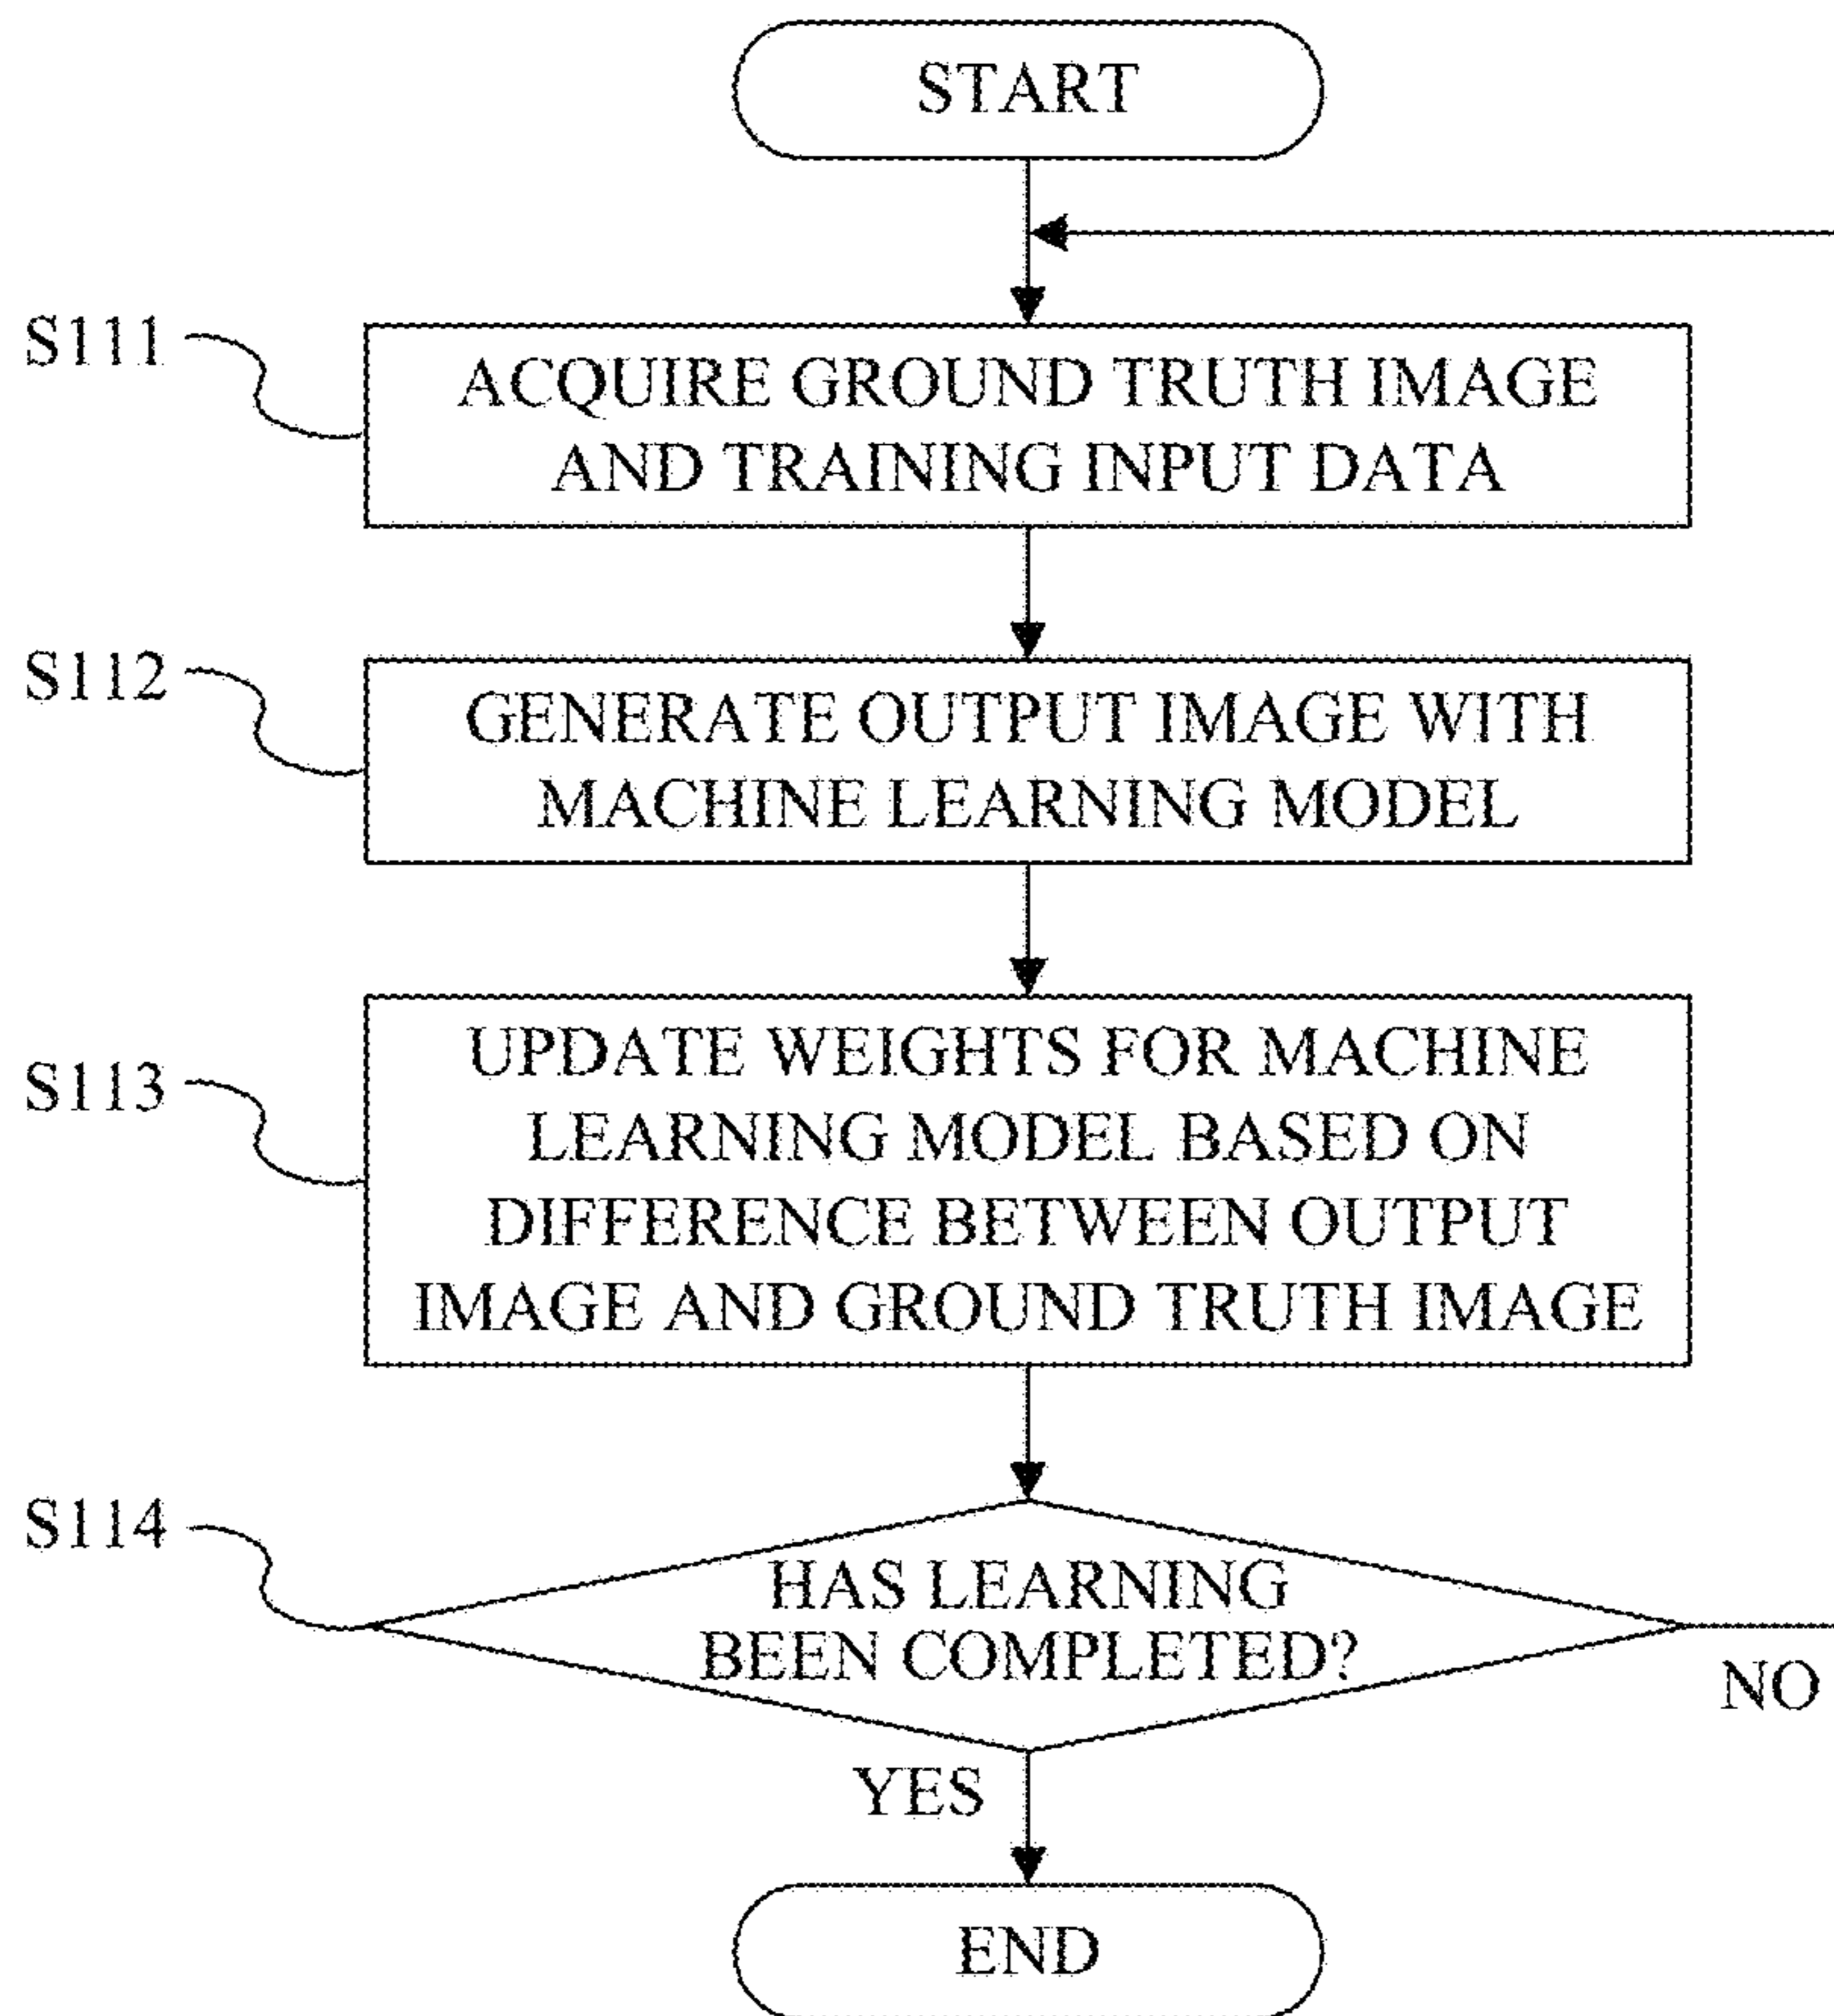 START
S111
ACQUIRE GROUND TRUTH IMAGE
AND TRAINING INPUT DATA
S112
GENERATE OUTPUT IMAGE WITH
MACHINE LEARNING MODEL
S113
UPDATE WEIGHTS FOR MACHINE
LEARNING MODEL BASED ON
DIFFERENCE BETWEEN OUTPUT
IMAGE AND GROUND TRUTH IMAGE
S114
HAS LEARNING
BEEN COMPLETED?
NO
YES
END